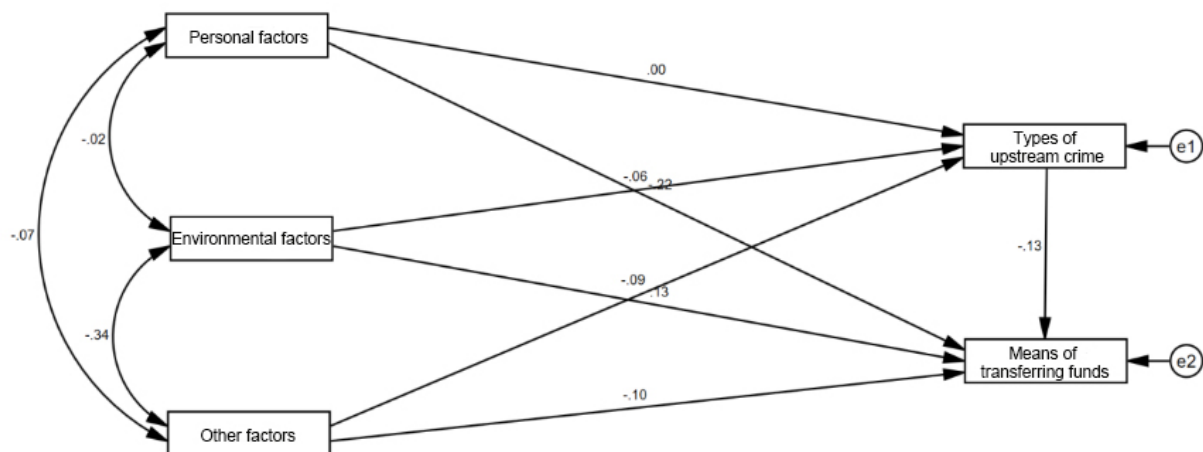 Personal factors
.00
Types of
upstream crime
e1
-.02
-.06
-.22
-.07
Environmental factors
-.13
-.09
.13
-.34
Means of
transferring funds
e2
-.10
Other factors